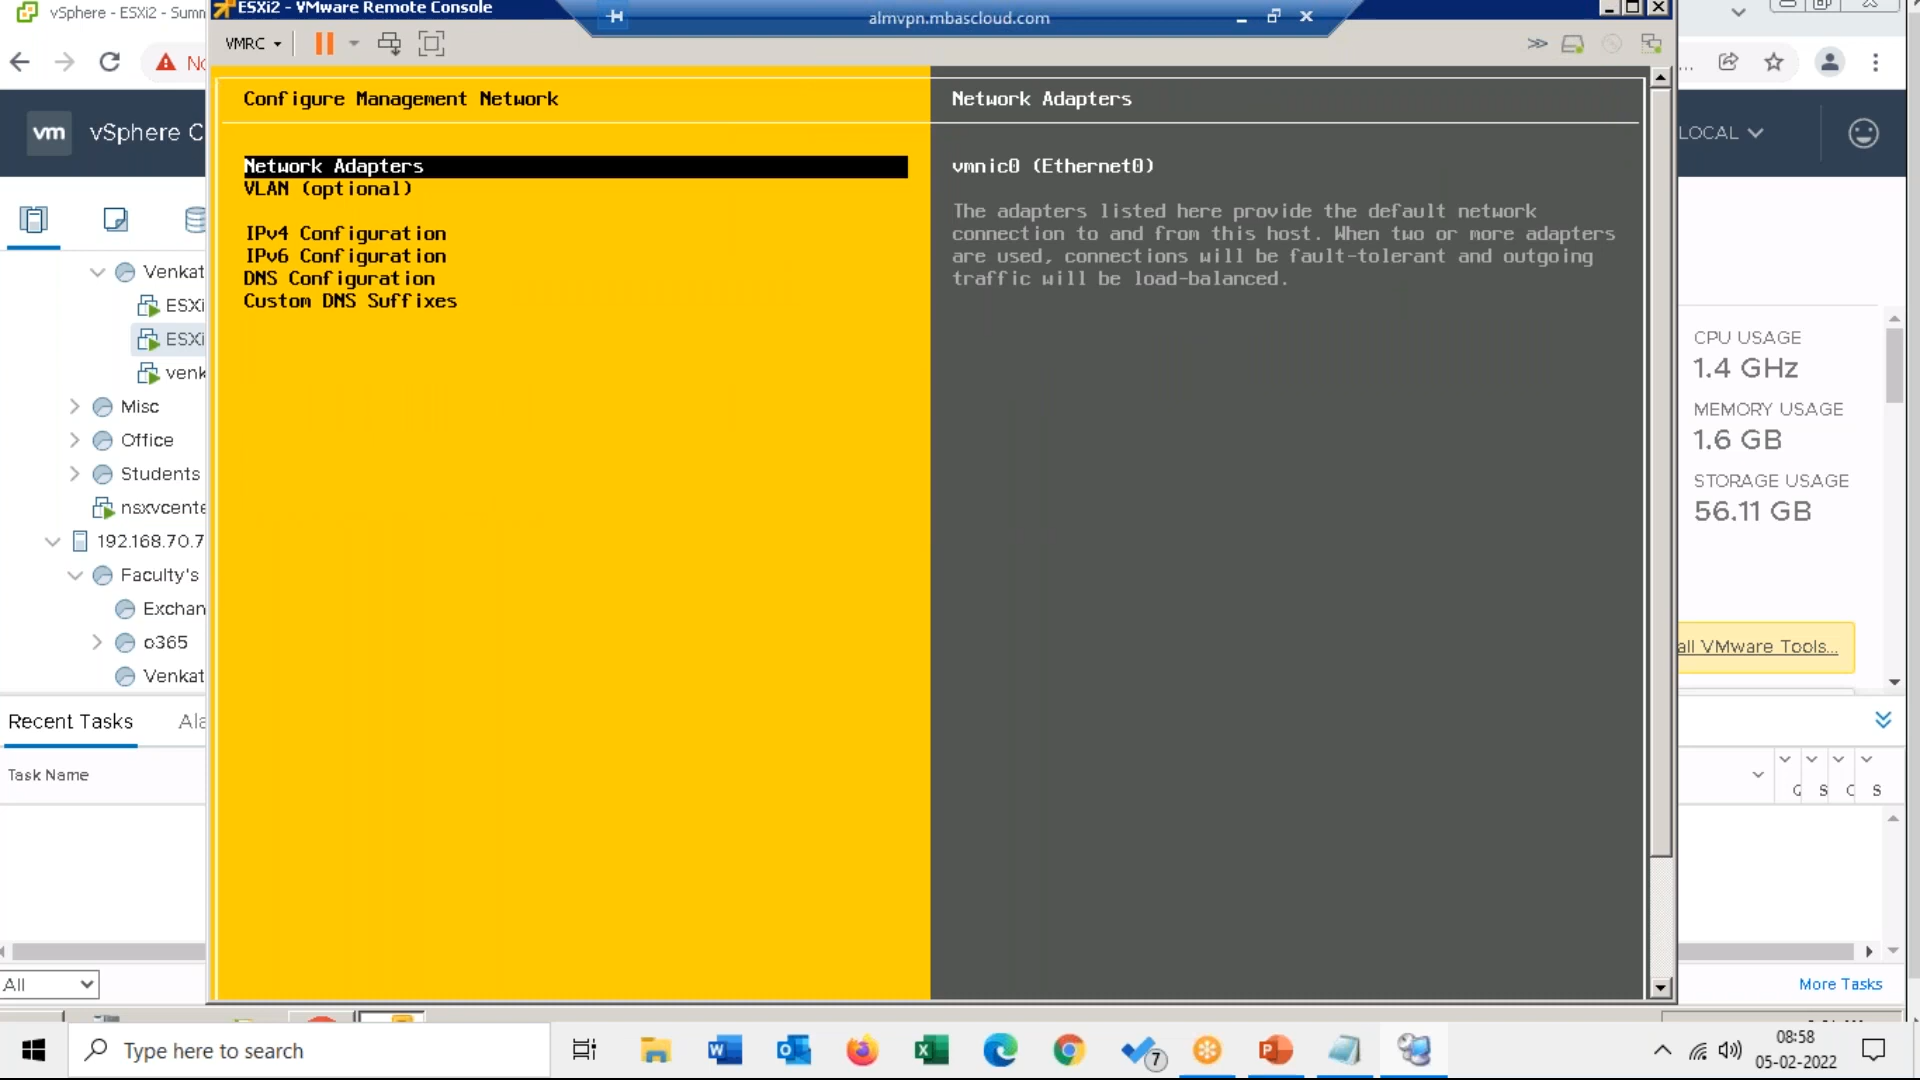 vSphere - ESXi2 - Sumn
ESXi2 - VMware Remote Console
almvpn.mbascloud.com
VMRC
vm
vSphere C
LOCAL
Configure Management Network
Network Adapters
VLAN (optional)
IPv4 Configuration
IPv6 Configuration
DNS Configuration
Custom DNS Suffixes
Network Adapters
vmnic0 (Ethernet0)
The adapters listed here provide the default network
connection to and from this host. When two or more adapters
are used, connections will be fault-tolerant and outgoing
traffic will be load-balanced.
Venkat
ESXi
ESXi
venk
Misc
Office
Students
nsxvcente
192.168.70.7
Faculty's
Exchan
o365
Venkat
CPU USAGE
1.4 GHz
MEMORY USAGE
1.6 GB
STORAGE USAGE
56.11 GB
all VMware Tools...
Recent Tasks
Ala
Task Name
S
C
S
All
More Tasks
Type here to search
7
08:58
05-02-2022